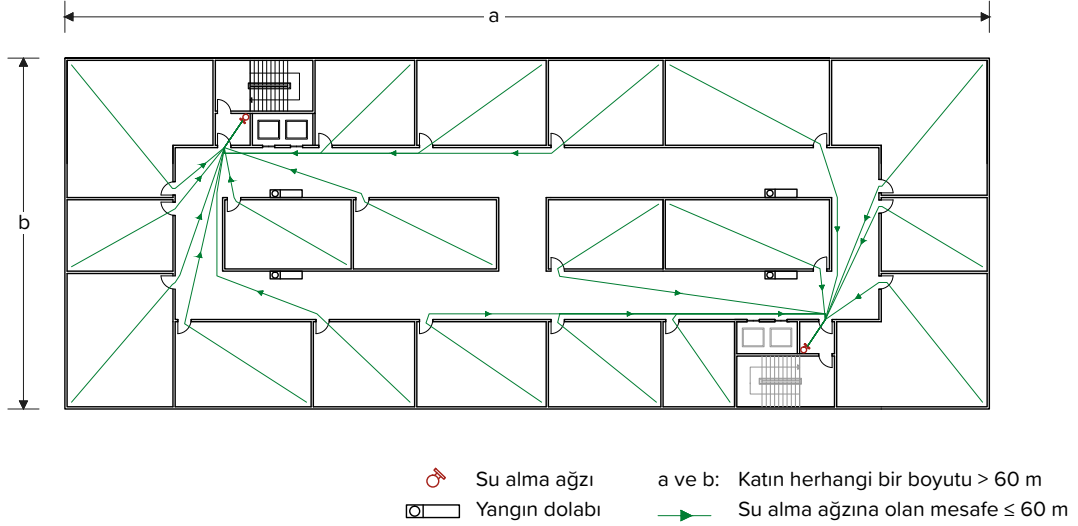 a
b
Su alma ağzı
a ve b: Katın herhangi bir boyutu > 60 m
Yangın dolabı
Su alma ağzına olan mesafe ≤ 60 m